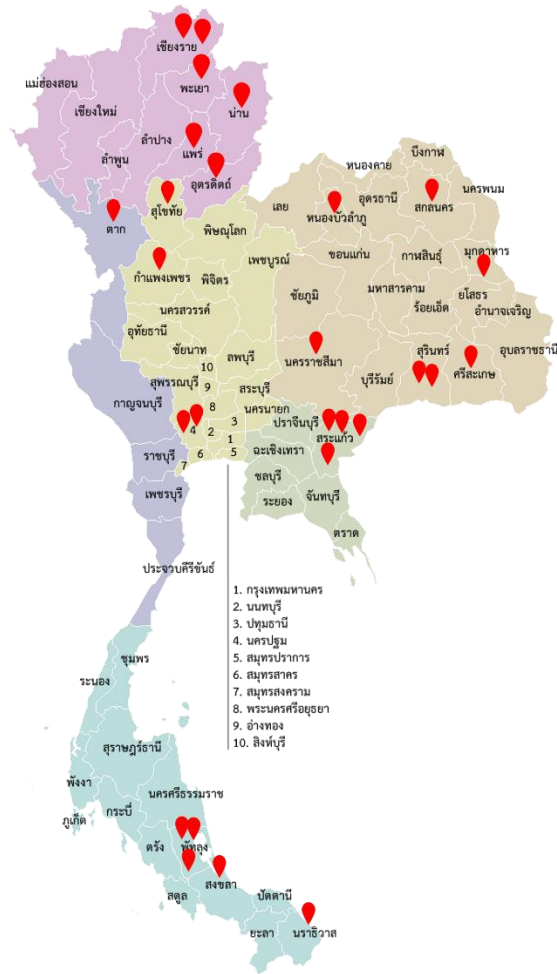 เชียงราย
แม่ฮ่องสอน
พะเยา
เชียงใหม่
น่าน
ลำปาง
แพร่
ลำพูน
อุตรดิตถ์
บึงกาฬ
หนองคาย
นครพนม
เลย
อุดรธานี
สกลนคร
หนองบัวลำภู
สุโขทัย
ตาก
พิษณุโลก
เพชรบูรณ์
ขอนแก่น
กาฬสินธุ์
มุกดาหาร
กำแพงเพชร
พิจิตร
ชัยภูมิ
มหาสารคาม
ร้อยเอ็ด
ยโสธร
อำนาจเจริญ
นครสวรรค์
อุทัยธานี
ชัยนาท
ลพบุรี
นครราชสีมา
บุรีรัมย์
สุรินทร์
ศรีสะเกษ
อุบลราชธานี
10
สุพรรณบุรี
9
สระบุรี
กาญจนบุรี
8
นครนายก
ปราจีนบุรี
4
2
3
สระแก้ว
1
ราชบุรี
7
6
5
ฉะเชิงเทรา
ชลบุรี
เพชรบุรี
ระยอง
จันทบุรี
ตราด
ประจวบคีรีขันธ์
1. กรุงเทพมหานคร
2. นนทบุรี
3. ปทุมธานี
4. นครปฐม
5. สมุทรปราการ
6. สมุทรสาคร
7. สมุทรสงคราม
8. พระนครศรีอยุธยา
9. อ่างทอง
10. สิงห์บุรี
ชุมพร
ระนอง
สุราษฎร์ธานี
พังงา
นครศรีธรรมราช
กระบี่
ภูเก็ต
ตรัง
พัทลุง
สตูล
สงขลา
ปัตตานี
ยะลา
นราธิวาส